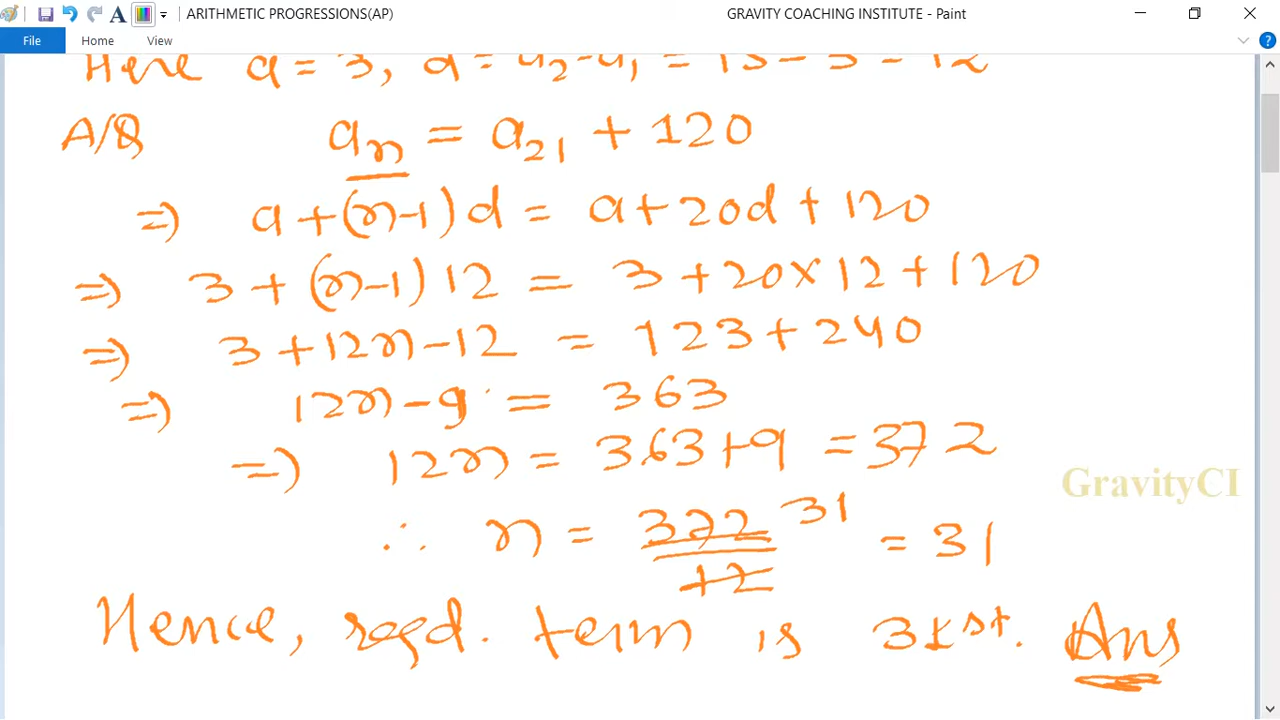 ARITHMETIC PROGRESSIONS(AP) GRAVITY COACHING INSTITUTE - Paint
File Home View
Here a = 3, d = a₂-a₁ = 15 - 3 = 12
A/Q aₙ = a₂₁ + 120
=) a+(n-1)d = a+20d+120
=) 3+(n-1)12 = 3+20×12+120
=) 3+12n-12 = 123+240
=) 12n-9 = 363
=) 12n = 363+9 = 372
GravityCI
∴ n = 372/12 31 = 31
Hence, reqd. term is 31st. Ans